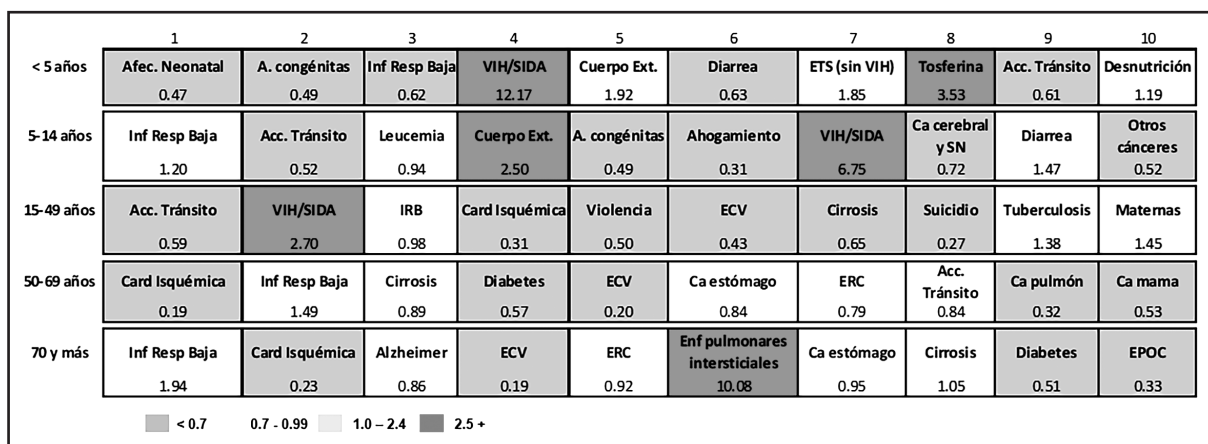 1 2 3 4 5 6 7 8 9 10
< 5 años Afec. Neonatal A. congénitas Inf Resp Baja VIH/SIDA Cuerpo Ext. Diarrea ETS (sin VIH) Tosferina Acc. Tránsito Desnutrición
0.47 0.49 0.62 12.17 1.92 0.63 1.85 3.53 0.61 1.19
5-14 años Inf Resp Baja Acc. Tránsito Leucemia Cuerpo Ext. A. congénitas Ahogamiento VIH/SIDA Ca cerebral y SN Diarrea Otros cánceres
1.20 0.52 0.94 2.50 0.49 0.31 6.75 0.72 1.47 0.52
15-49 años Acc. Tránsito VIH/SIDA IRB Card Isquémica Violencia ECV Cirrosis Suicidio Tuberculosis Maternas
0.59 2.70 0.98 0.31 0.50 0.43 0.65 0.27 1.38 1.45
50-69 años Card Isquémica Inf Resp Baja Cirrosis Diabetes ECV Ca estómago ERC Acc. Tránsito Ca pulmón Ca mama
0.19 1.49 0.89 0.57 0.20 0.84 0.79 0.84 0.32 0.53
70 y más Inf Resp Baja Card Isquémica Alzheimer ECV ERC Enf pulmonares intersticiales Ca estómago Cirrosis Diabetes EPOC
1.94 0.23 0.86 0.19 0.92 10.08 0.95 1.05 0.51 0.33
< 0.7 0.7 - 0.99 1.0 – 2.4 2.5 +